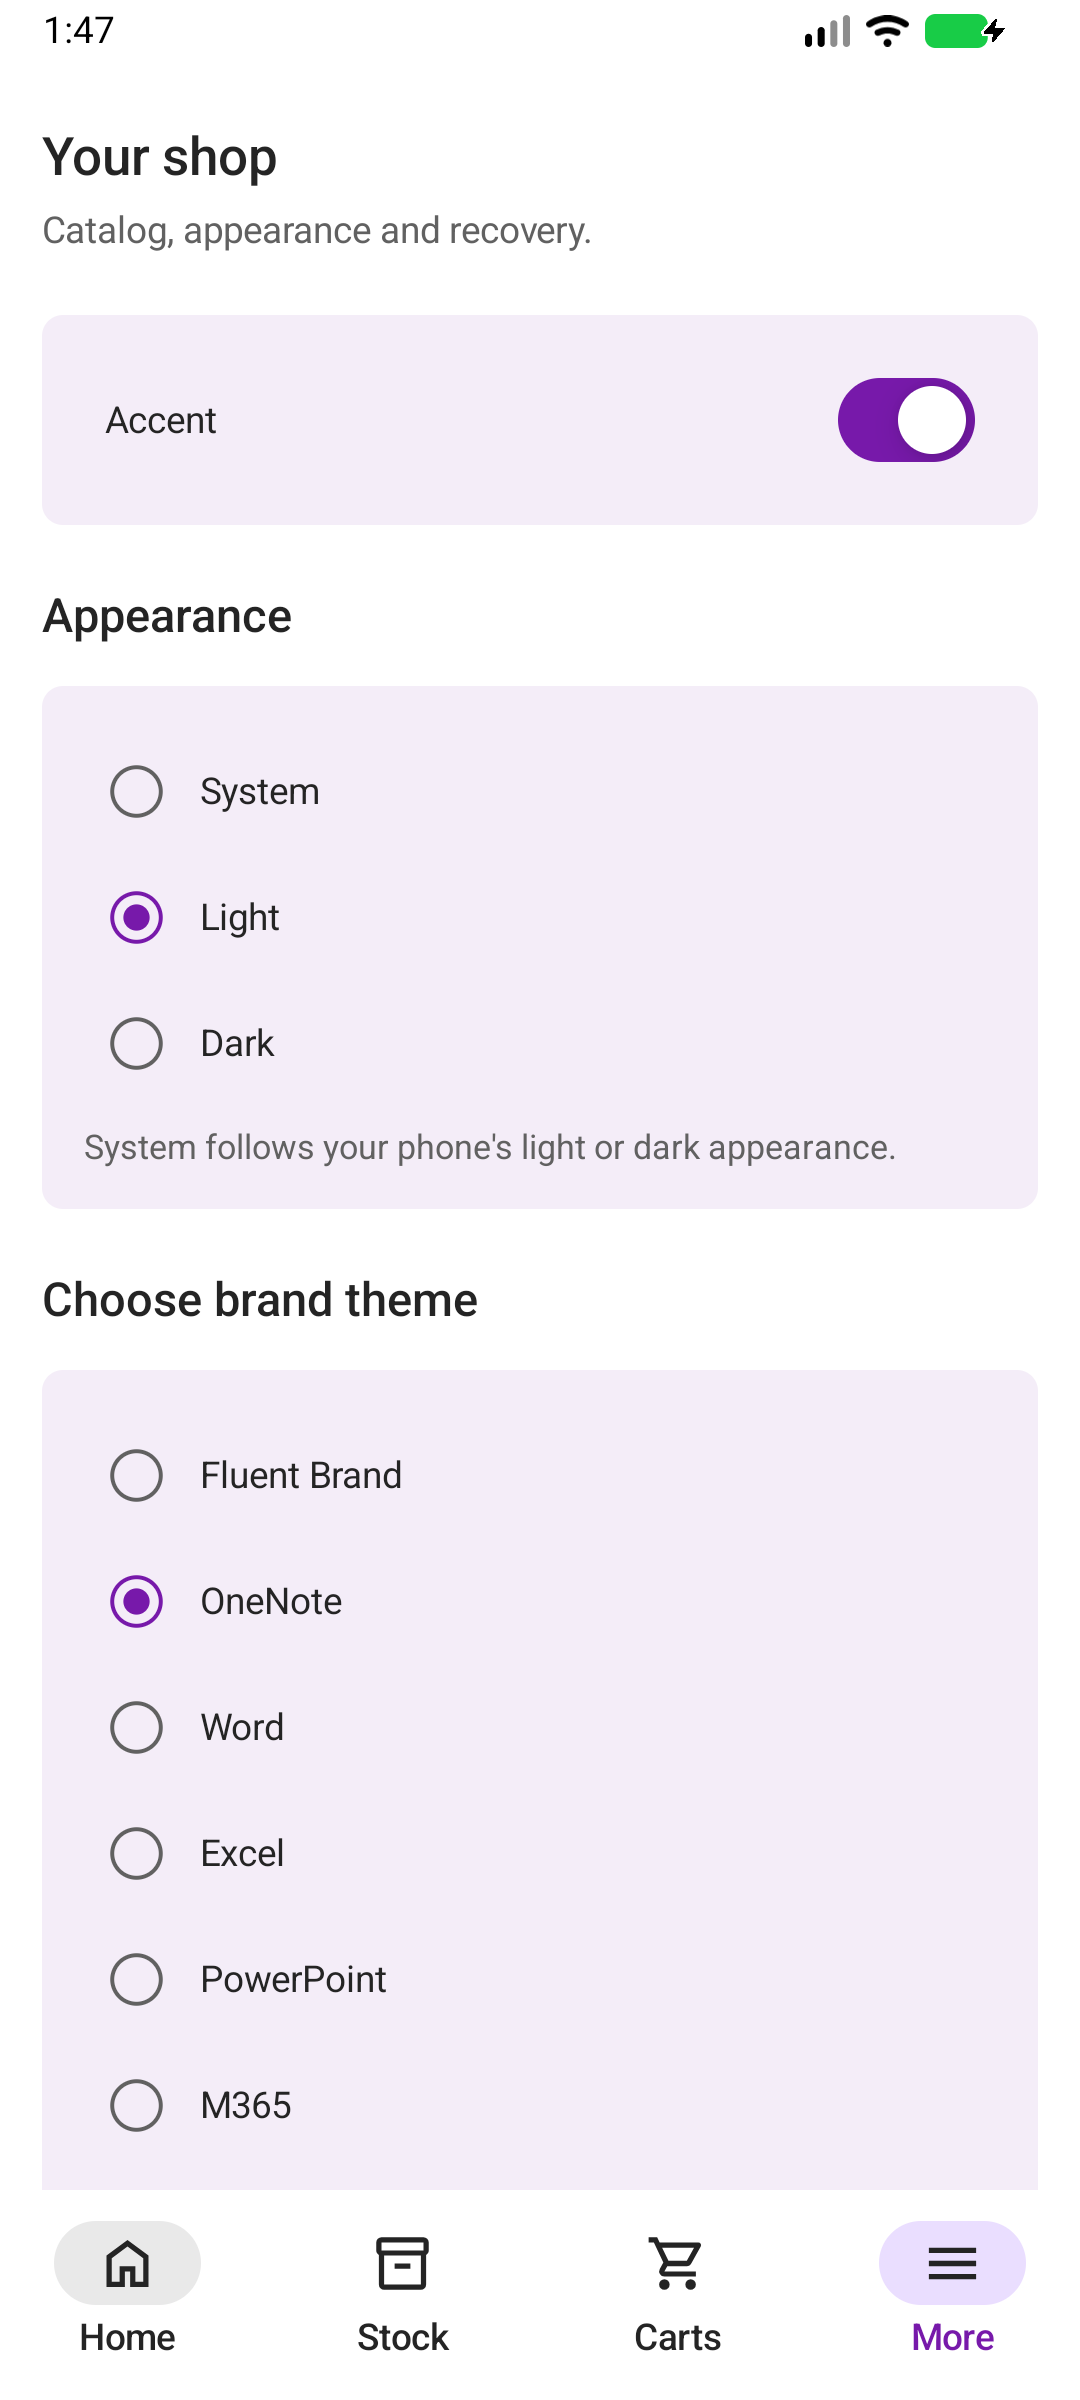 1:47
Your shop
Catalog, appearance and recovery.
Accent
Appearance
System
Light
Dark
System follows your phone's light or dark appearance.
Choose brand theme
Fluent Brand
OneNote
Word
Excel
PowerPoint
M365
Home
Stock
Carts
More